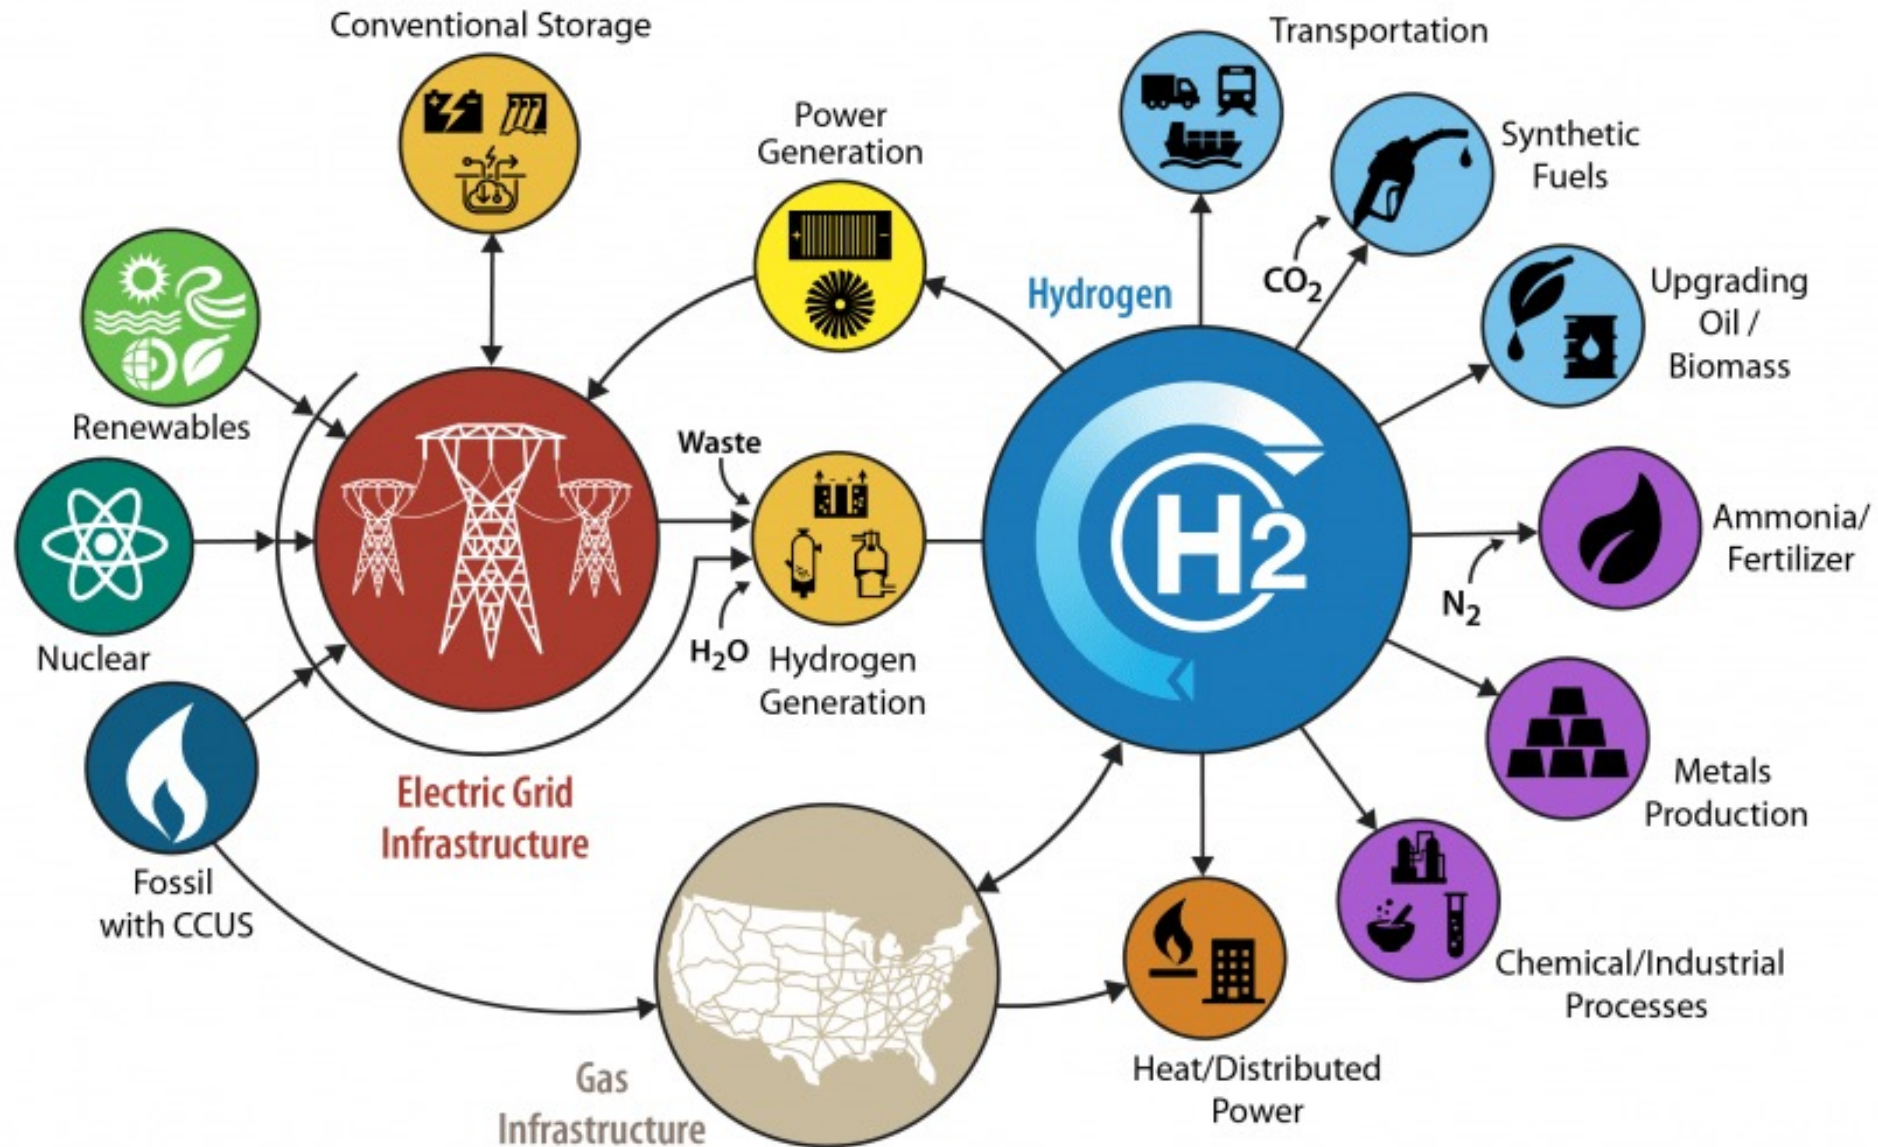 Conventional Storage
Transportation
Power
Generation
Synthetic
Fuels
CO₂
Hydrogen
Upgrading
Oil /
Biomass
Renewables
Waste
H2
Ammonia/
Fertilizer
N₂
Nuclear
H₂O
Hydrogen
Generation
Electric Grid
Infrastructure
Metals
Production
Fossil
with CCUS
Chemical/Industrial
Processes
Heat/Distributed
Power
Gas
Infrastructure